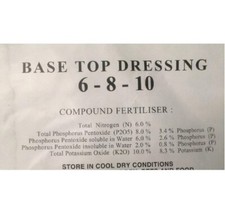 BASE TOP DRESSING
6 - 8 - 10
COMPOUND FERTILISER :
Total Nitrogen (N) 6.0 %
Total Phosphorus Pentoxide (P2O5) 8.0 % 3.4 % Phosphorus (P)
Phosphorus Pentoxide soluble in Water 6.0 % 2.6 % Phosphorus (P)
Phosphorus Pentoxide insoluble in Water 2.0 % 0.8 % Phosphorus (P)
Total Potassium Oxide (K2O) 10.0 % 8.3 % Potassium (K)
STORE IN COOL DRY CONDITIONS